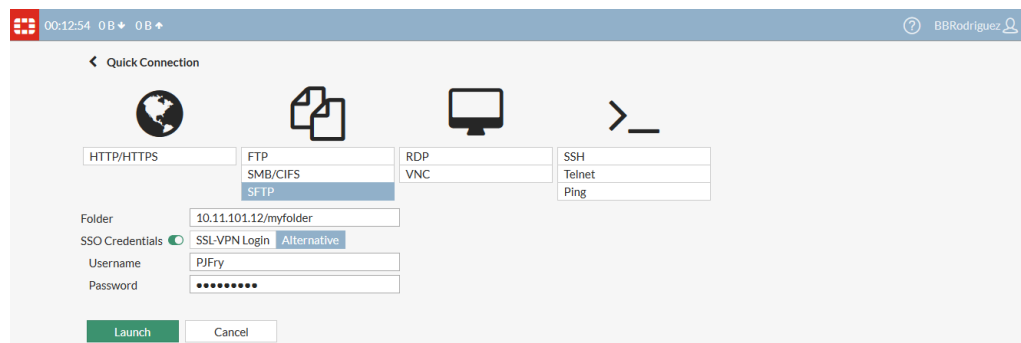 00:12:54 0 B 0 B BBRodriguez
Quick Connection
HTTP/HTTPS FTP RDP SSH
SMB/CIFS VNC Telnet
SFTP Ping
Folder 10.11.101.12/myfolder
SSO Credentials SSL-VPN Login Alternative
Username PJFry
Password •••••••••
Launch Cancel